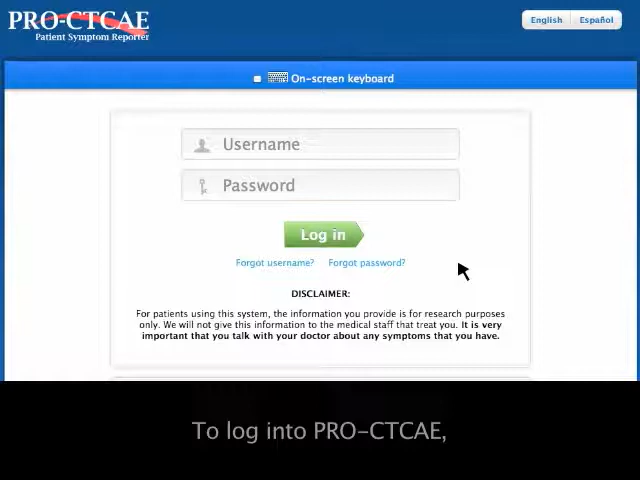 PRO-CTCAE
Patient Symptom Reporter
English Español
On-screen keyboard
Username
Password
Log in
Forgot username? Forgot password?
DISCLAIMER:
For patients using this system, the information you provide is for research purposes
only. We will not give this information to the medical staff that treat you. It is very
important that you talk with your doctor about any symptoms that you have.
To log into PRO-CTCAE,